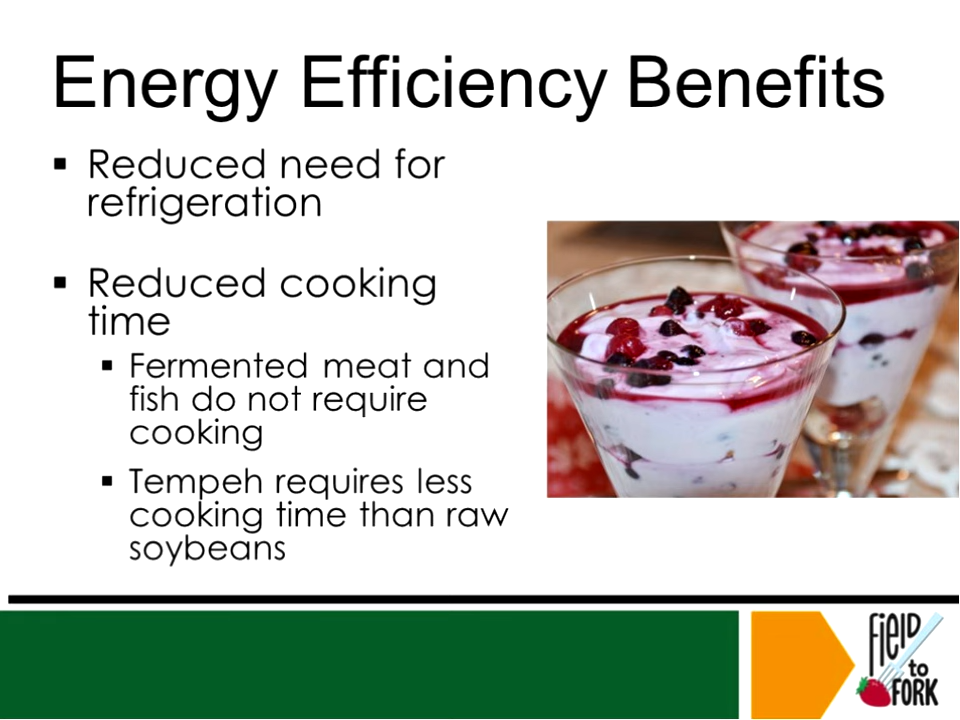 Energy Efficiency Benefits
▪ Reduced need for
refrigeration
▪ Reduced cooking
time
▪ Fermented meat and
fish do not require
cooking
▪ Tempeh requires less
cooking time than raw
soybeans
FiELD
to
FORK